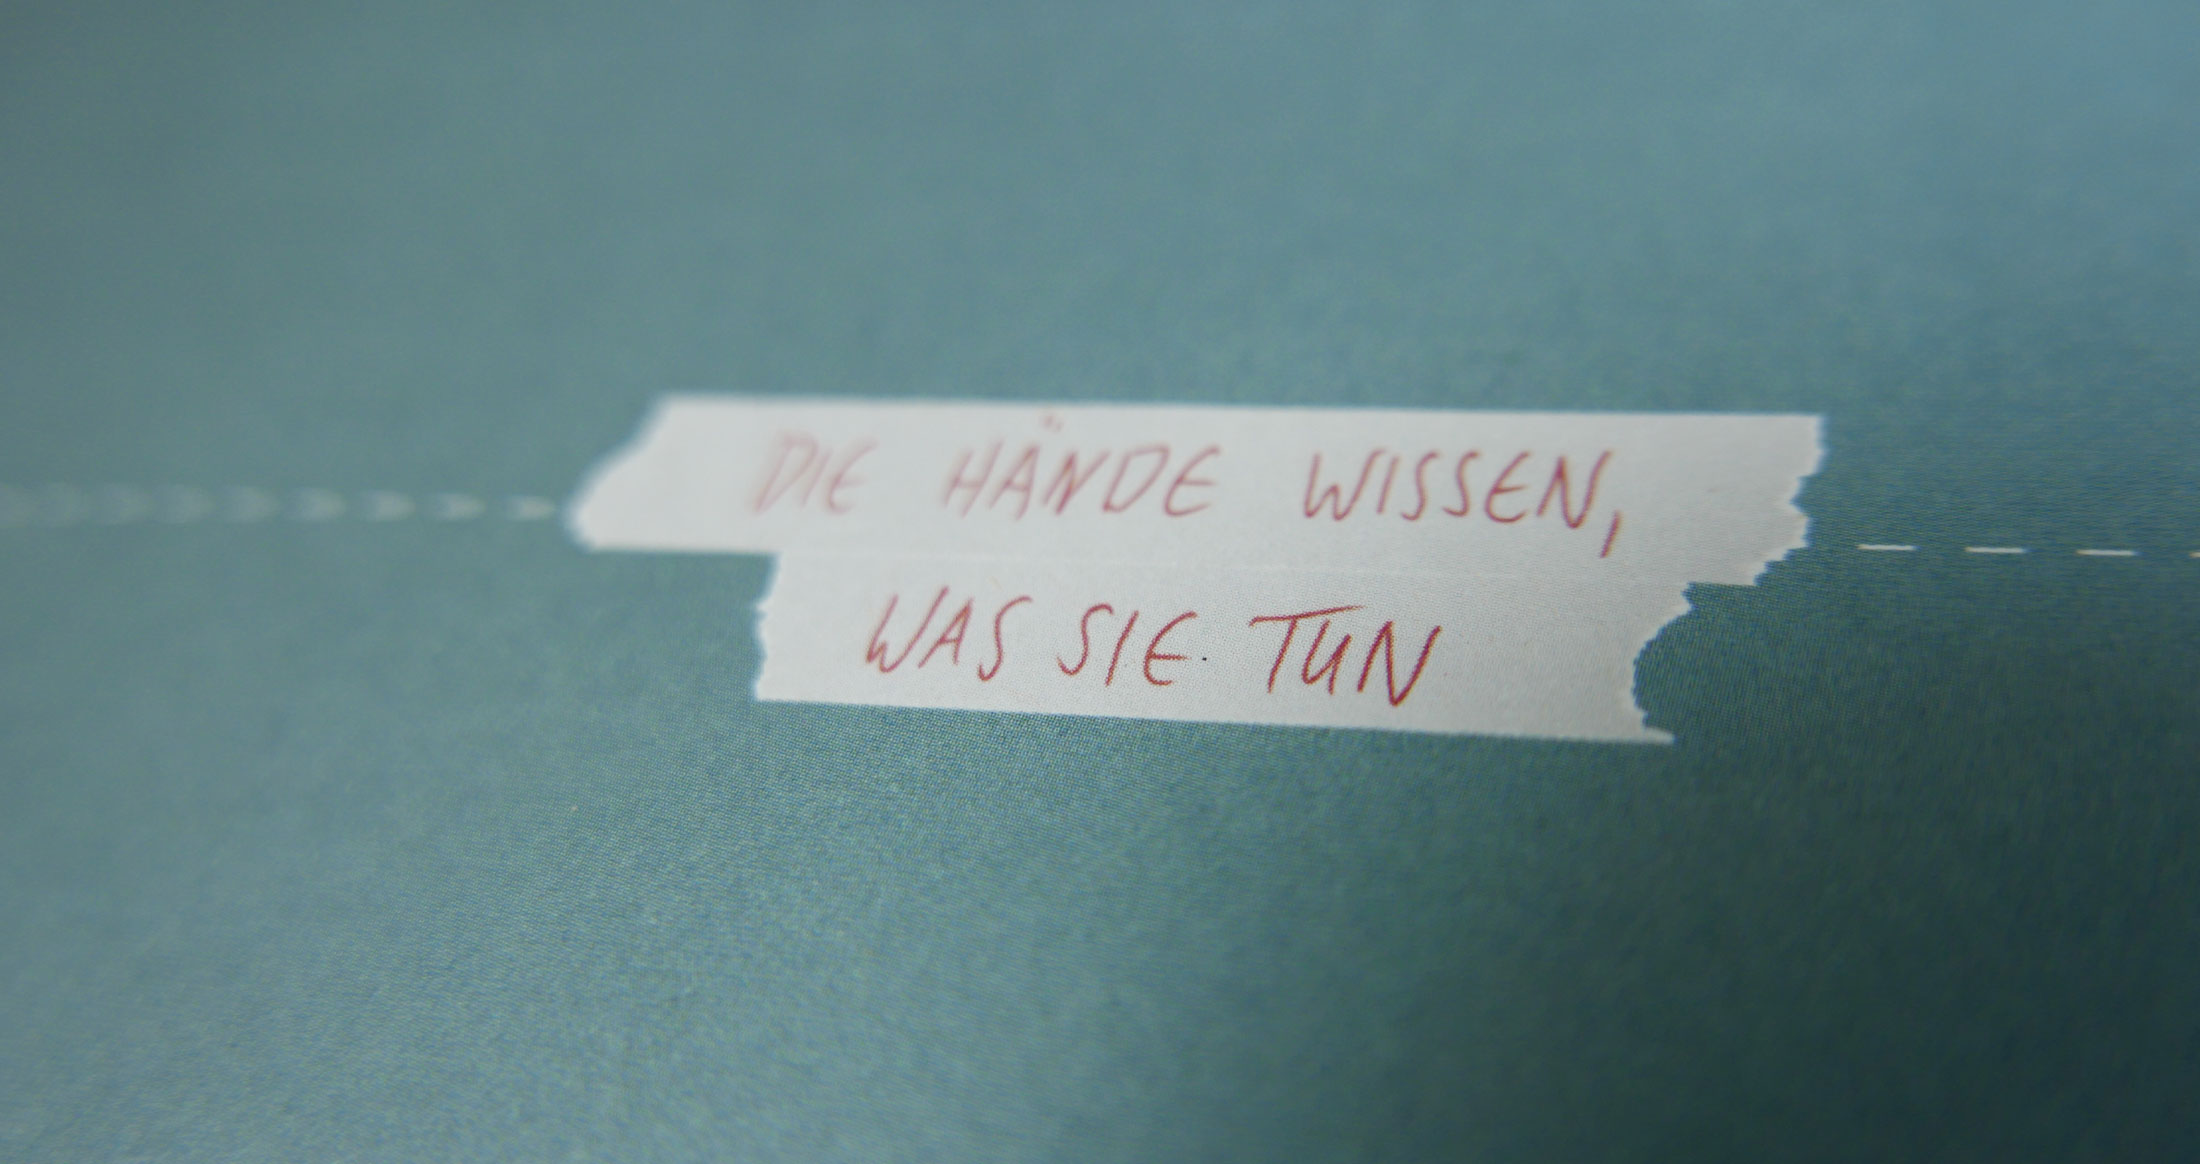 DIE HÄNDE WISSEN,
WAS SIE TUN